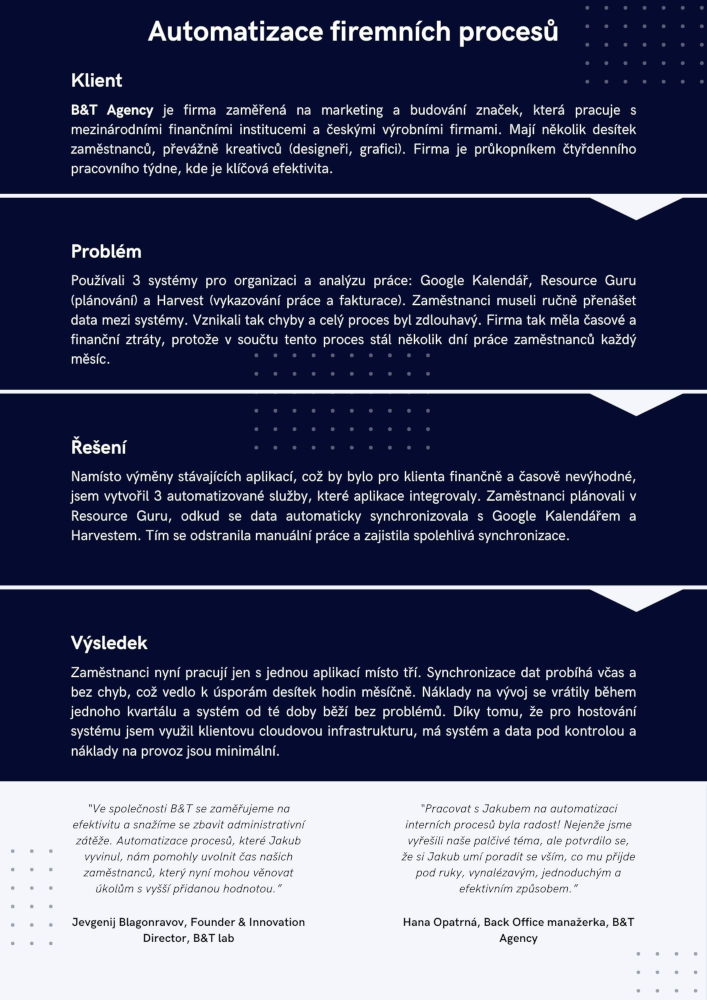 Automatizace firemních procesů
Klient
B&T Agency je firma zaměřená na marketing a budování značek, která pracuje s
mezinárodními finančními institucemi a českými výrobními firmami. Mají několik desítek
zaměstnanců, převážně kreativců (designeři, grafici). Firma je průkopníkem čtyřdenního
pracovního týdne, kde je klíčová efektivita.
Problém
Používali 3 systémy pro organizaci a analýzu práce: Google Kalendář, Resource Guru
(plánování) a Harvest (vykazování práce a fakturace). Zaměstnanci museli ručně přenášet
data mezi systémy. Vznikali tak chyby a celý proces byl zdlouhavý. Firma tak měla časové a
finanční ztráty, protože v součtu tento proces stál několik dní práce zaměstnanců každý
měsíc.
Řešení
Namísto výměny stávajících aplikací, což by bylo pro klienta finančně a časově nevýhodné,
jsem vytvořil 3 automatizované služby, které aplikace integrovaly. Zaměstnanci plánovali v
Resource Guru, odkud se data automaticky synchronizovala s Google Kalendářem a
Harvestem. Tím se odstranila manuální práce a zajistila spolehlivá synchronizace.
Výsledek
Zaměstnanci nyní pracují jen s jednou aplikací místo tří. Synchronizace dat probíhá včas a
bez chyb, což vedlo k úsporám desítek hodin měsíčně. Náklady na vývoj se vrátily během
jednoho kvartálu a systém od té doby běží bez problémů. Díky tomu, že pro hostování
systému jsem využil klientovu cloudovou infrastrukturu, má systém a data pod kontrolou a
náklady na provoz jsou minimální.
"Ve společnosti B&T se zaměřujeme na
efektivitu a snažíme se zbavit administrativní
zátěže. Automatizace procesů, které Jakub
vyvinul, nám pomohly uvolnit čas našich
zaměstnanců, který nyní mohou věnovat
úkolům s vyšší přidanou hodnotou."
Jevgenij Blagonravov, Founder & Innovation
Director, B&T lab
"Pracovat s Jakubem na automatizaci
interních procesů byla radost! Nejenže jsme
vyřešili naše palčivé téma, ale potvrdilo se,
že si Jakub umí poradit se vším, co mu přijde
pod ruky, vynalézavým, jednoduchým a
efektivním způsobem."
Hana Opatrná, Back Office manažerka, B&T
Agency